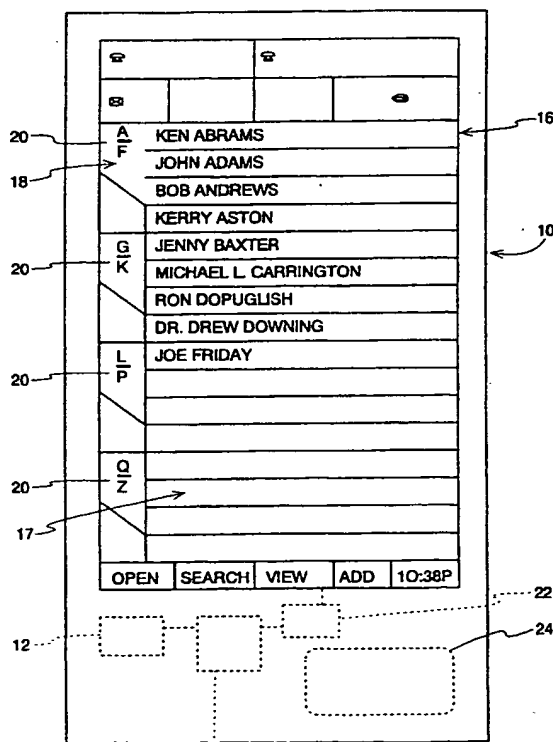 16
20
A
F
KEN ABRAMS
18
JOHN ADAMS
BOB ANDREWS
KERRY ASTON
10
20
G
K
JENNY BAXTER
MICHAEL L. CARRINGTON
RON DOPUGLISH
DR. DREW DOWNING
20
L
P
JOE FRIDAY
20
Q
Z
17
OPEN SEARCH VIEW ADD 10:38P
22
12
24